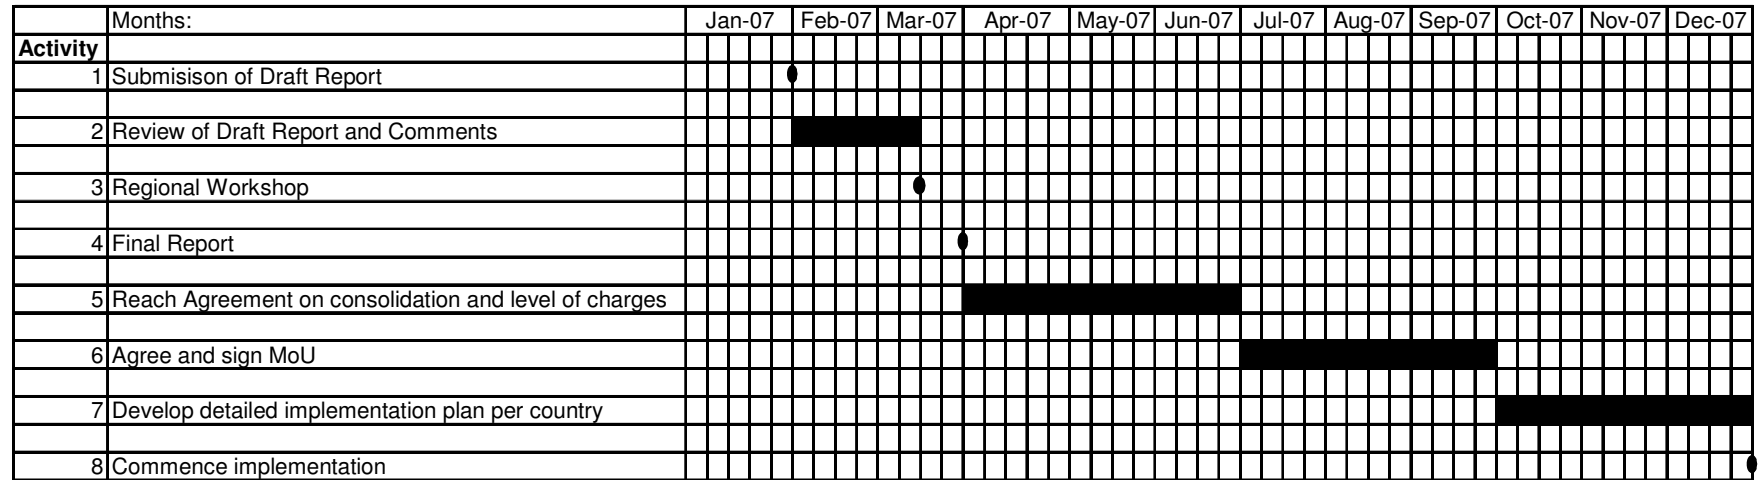 Months: Jan-07 Feb-07 Mar-07 Apr-07 May-07 Jun-07 Jul-07 Aug-07 Sep-07 Oct-07 Nov-07 Dec-07
Activity
1 Submisison of Draft Report
2 Review of Draft Report and Comments
3 Regional Workshop
4 Final Report
5 Reach Agreement on consolidation and level of charges
6 Agree and sign MoU
7 Develop detailed implementation plan per country
8 Commence implementation